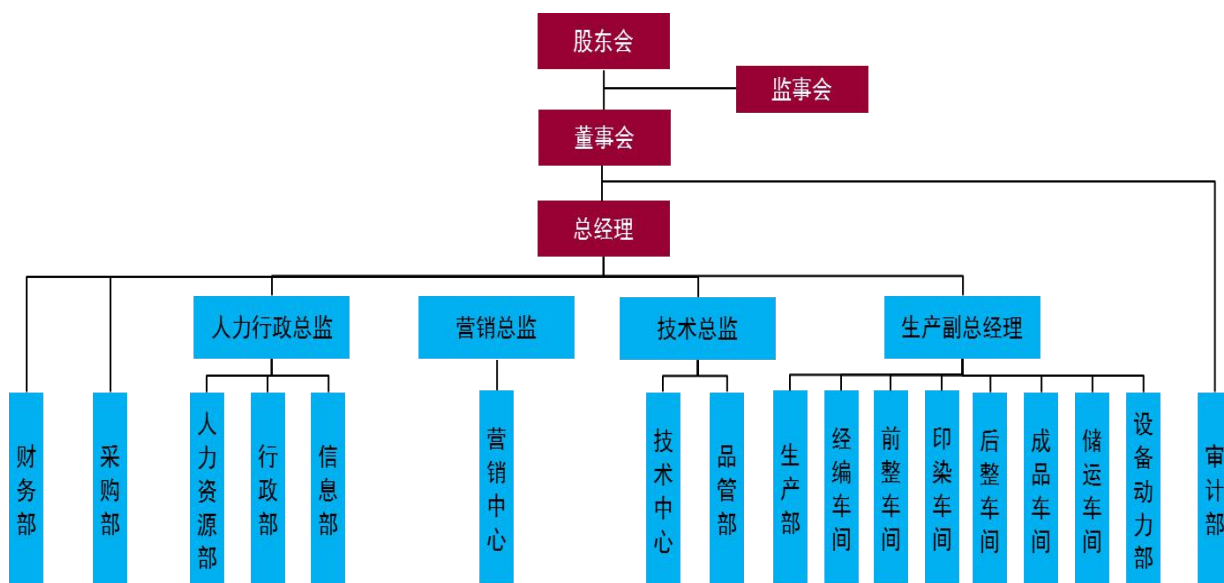 股东会
监事会
董事会
总经理
人力行政总监
营销总监
技术总监
生产副总经理
财务部
采购部
人力资源部
行政部
信息部
营销中心
技术中心
品管部
生产部
经编车间
前整车间
印染车间
后整车间
成品车间
储运车间
设备动力部
审计部